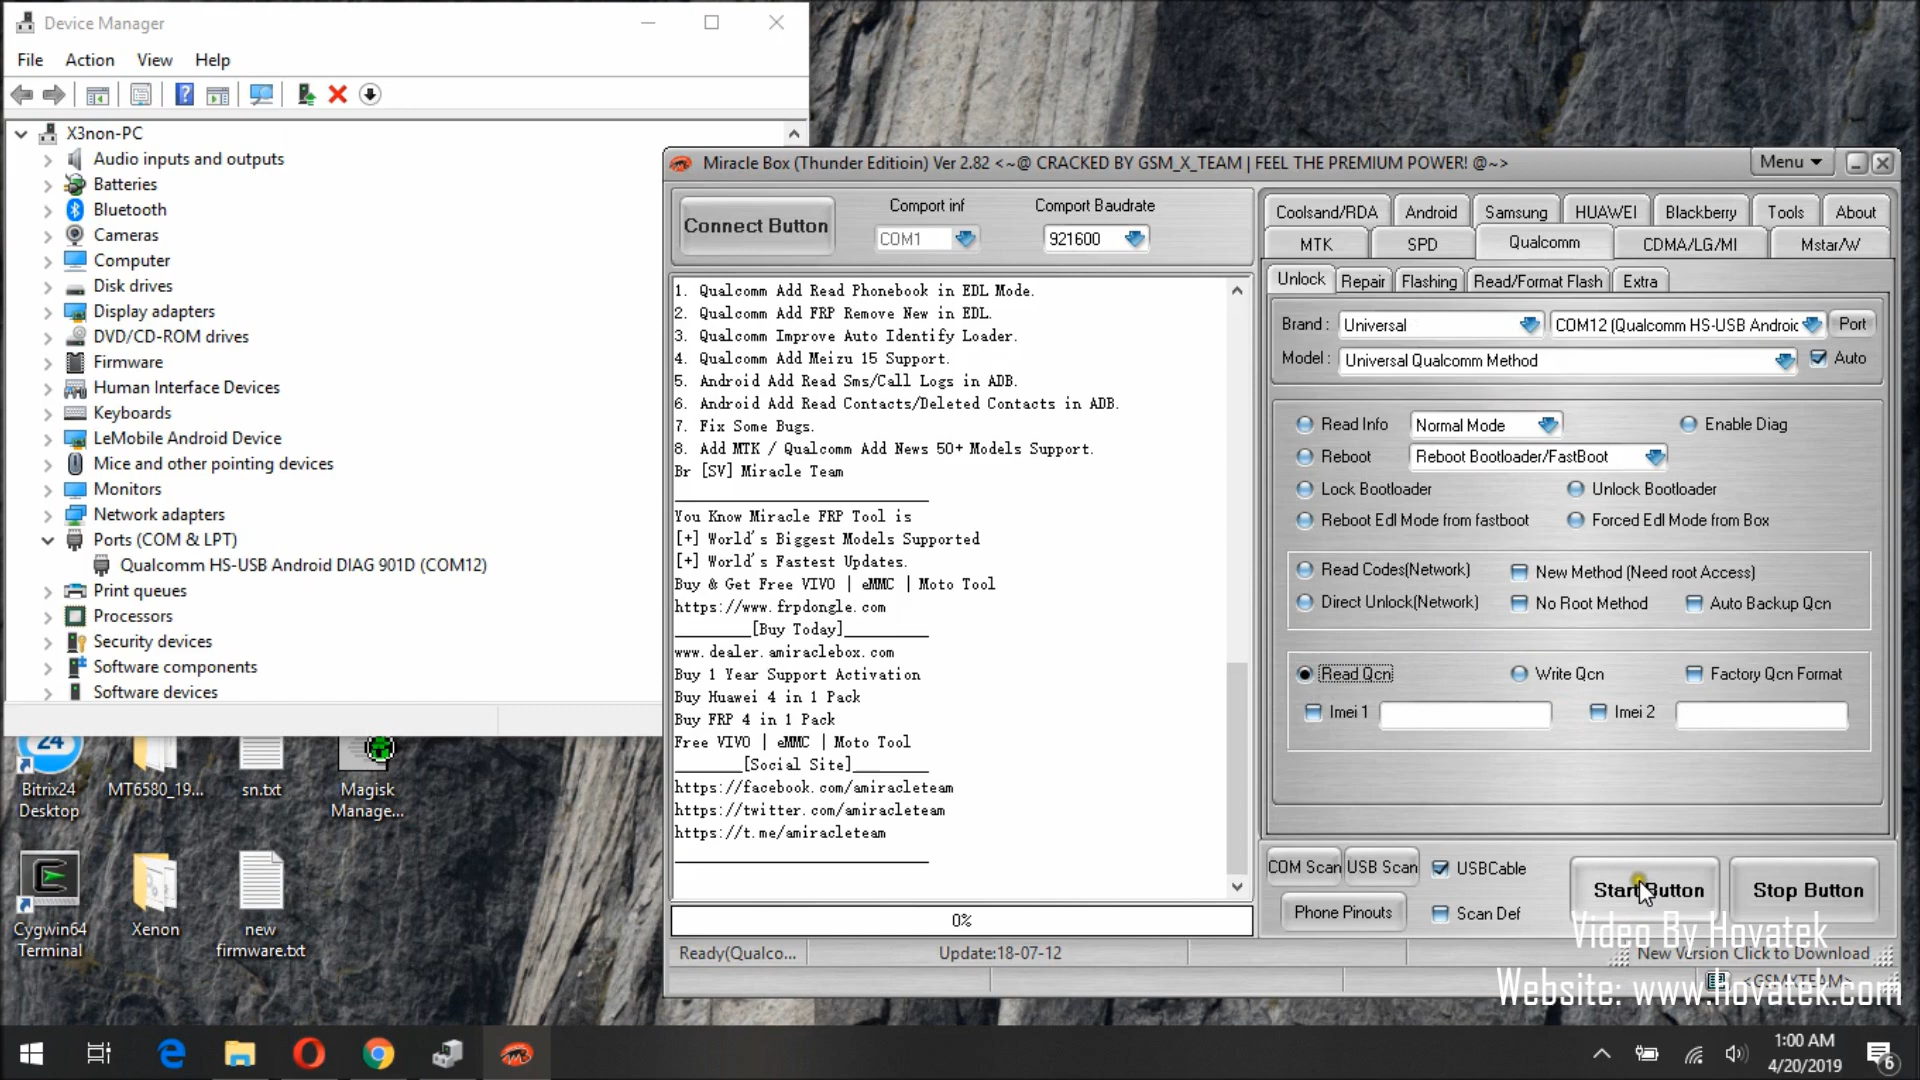 Device Manager
File Action View Help
X3non-PC
Audio inputs and outputs
Batteries
Bluetooth
Cameras
Computer
Disk drives
Display adapters
DVD/CD-ROM drives
Firmware
Human Interface Devices
Keyboards
LeMobile Android Device
Mice and other pointing devices
Monitors
Network adapters
Ports (COM & LPT)
Qualcomm HS-USB Android DIAG 901D (COM12)
Print queues
Processors
Security devices
Software components
Software devices
24
Bitrix24 Desktop
MT6580_19...
sn.txt
Magisk Manage...
Cygwin64 Terminal
Xenon
new firmware.txt
Miracle Box (Thunder Editioin) Ver 2.82 <~@ CRACKED BY GSM_X_TEAM | FEEL THE PREMIUM POWER! @~>
Menu
Connect Button
Comport inf
COM1
Comport Baudrate
921600
1. Qualcomm Add Read Phonebook in EDL Mode.
2. Qualcomm Add FRP Remove New in EDL.
3. Qualcomm Improve Auto Identify Loader.
4. Qualcomm Add Meizu 15 Support.
5. Android Add Read Sms/Call Logs in ADB.
6. Android Add Read Contacts/Deleted Contacts in ADB.
7. Fix Some Bugs.
8. Add MTK / Qualcomm Add News 50+ Models Support.
Br [SV] Miracle Team
You Know Miracle FRP Tool is
[+] World's Biggest Models Supported
[+] World's Fastest Updates.
Buy & Get Free VIVO | eMMC | Moto Tool
https://www.frpdongle.com
_________[Buy Today]__________
www.dealer.amiraclebox.com
Buy 1 Year Support Activation
Buy Huawei 4 in 1 Pack
Buy FRP 4 in 1 Pack
Free VIVO | eMMC | Moto Tool
________[Social Site]_________
https://facebook.com/amiracleteam
https://twitter.com/amiracleteam
https://t.me/amiracleteam
0%
Ready(Qualco...
Update:18-07-12
Coolsand/RDA Android Samsung HUAWEI Blackberry Tools About
MTK SPD Qualcomm CDMA/LG/MI Mstar/W
Unlock Repair Flashing Read/Format Flash Extra
Brand : Universal COM12 (Qualcomm HS-USB Androic Port
Model : Universal Qualcomm Method Auto
Read Info Normal Mode Enable Diag
Reboot Reboot Bootloader/FastBoot
Lock Bootloader Unlock Bootloader
Reboot Edl Mode from fastboot Forced Edl Mode from Box
Read Codes(Network) New Method (Need root Access)
Direct Unlock(Network) No Root Method Auto Backup Qcn
Read Qcn Write Qcn Factory Qcn Format
Imei 1 Imei 2
COM Scan USB Scan USBCable
Phone Pinouts Scan Def
Start Button Stop Button
Video By Hovatek
New Version Click to Download
<GSMXTEAM>
Website: www.hovatek.com
1:00 AM
4/20/2019
6